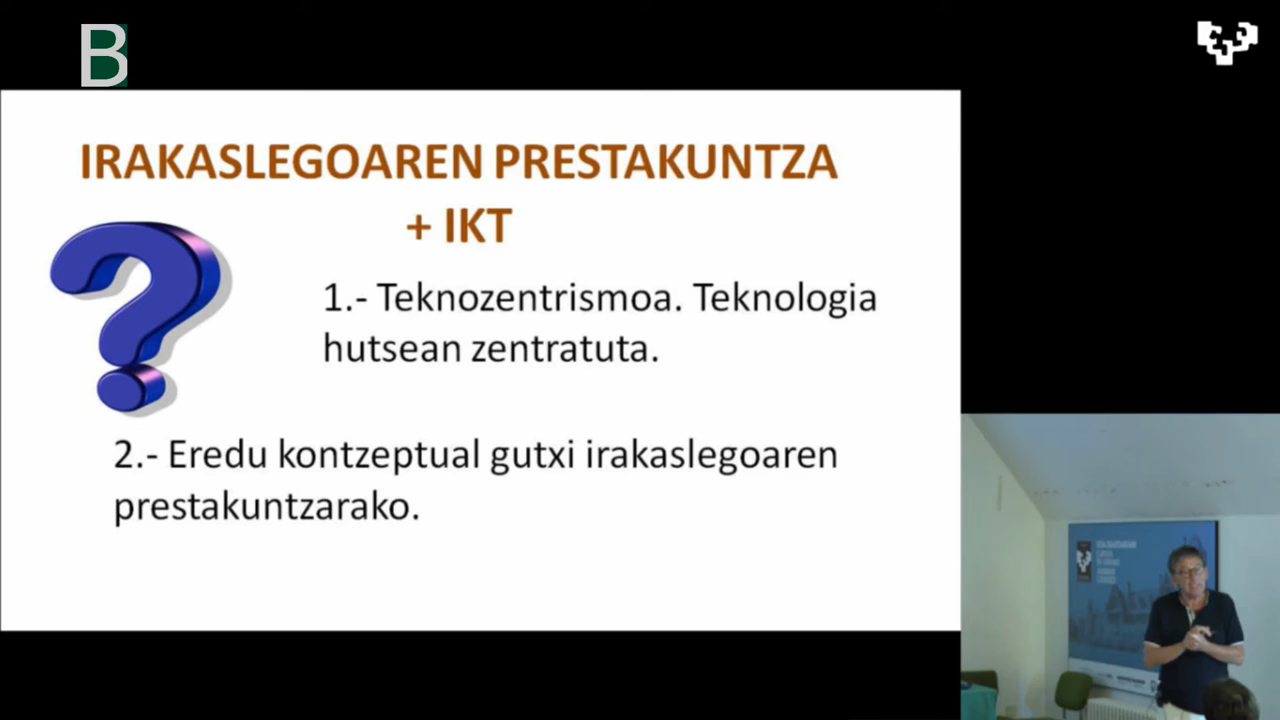 B
IRAKASLEGOAREN PRESTAKUNTZA
+ IKT
1.- Teknozentrismoa. Teknologia
hutsean zentratuta.
2.- Eredu kontzeptual gutxi irakaslegoaren
prestakuntzarako.